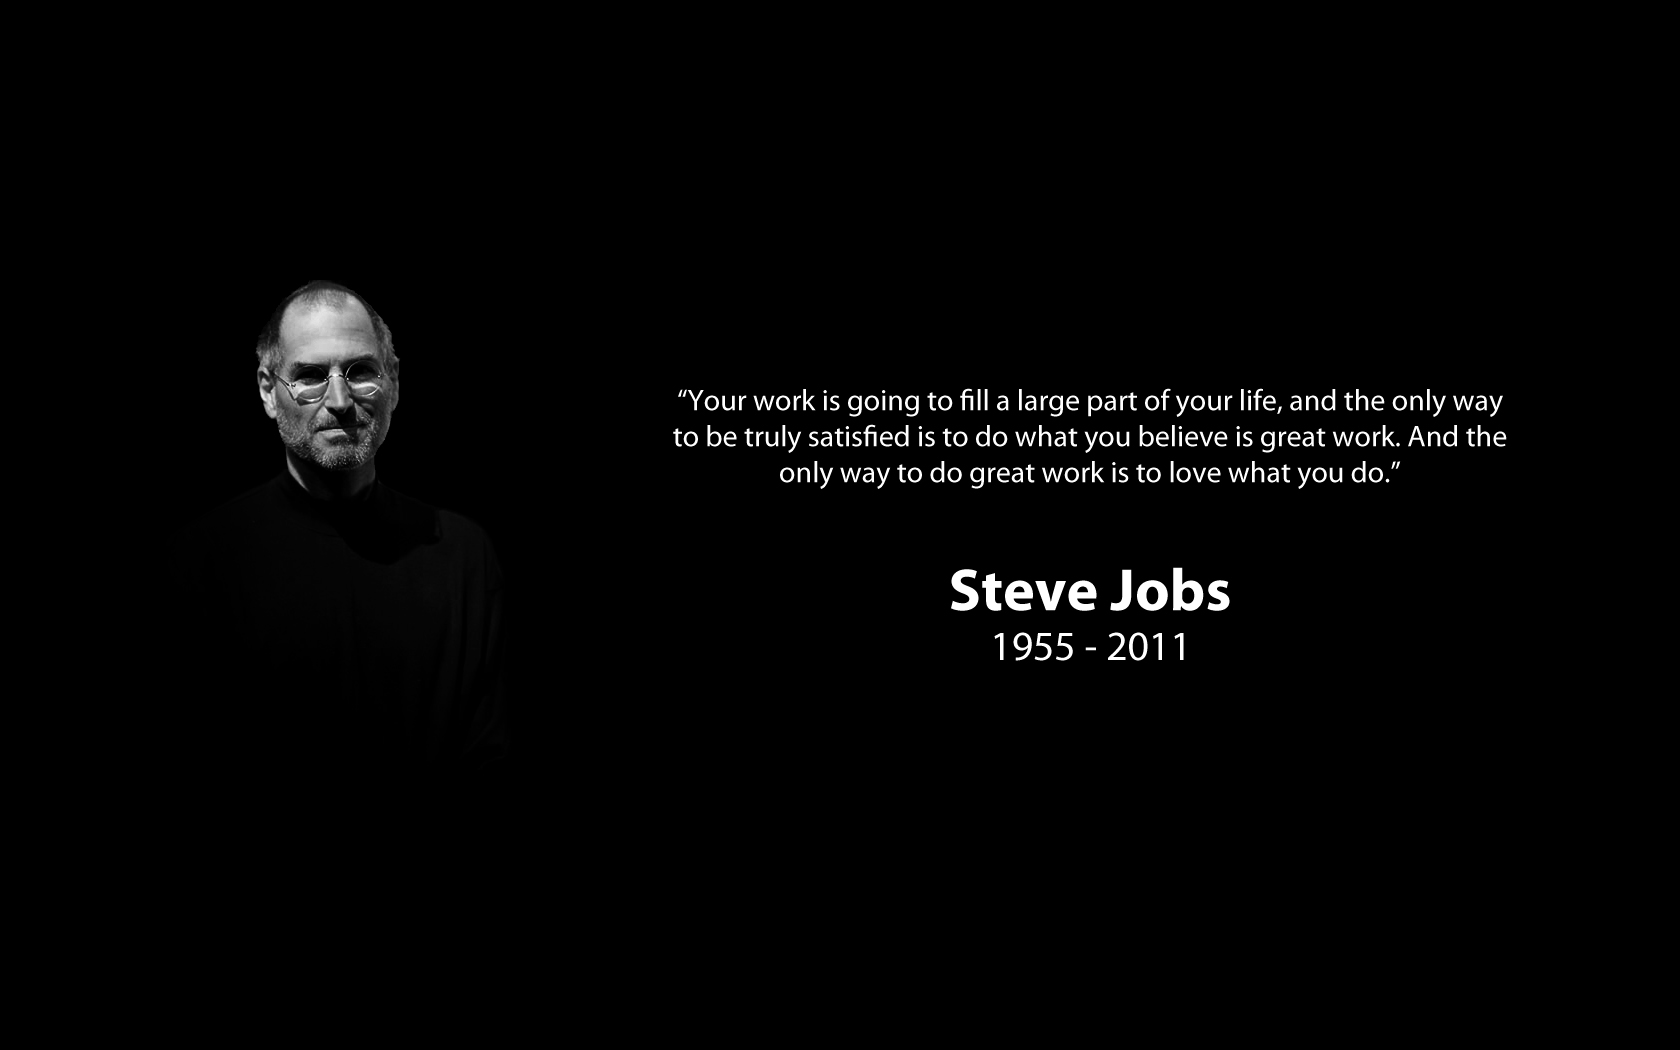 “Your work is going to fill a large part of your life, and the only way
to be truly satisfied is to do what you believe is great work. And the
only way to do great work is to love what you do.”
Steve Jobs
1955 - 2011